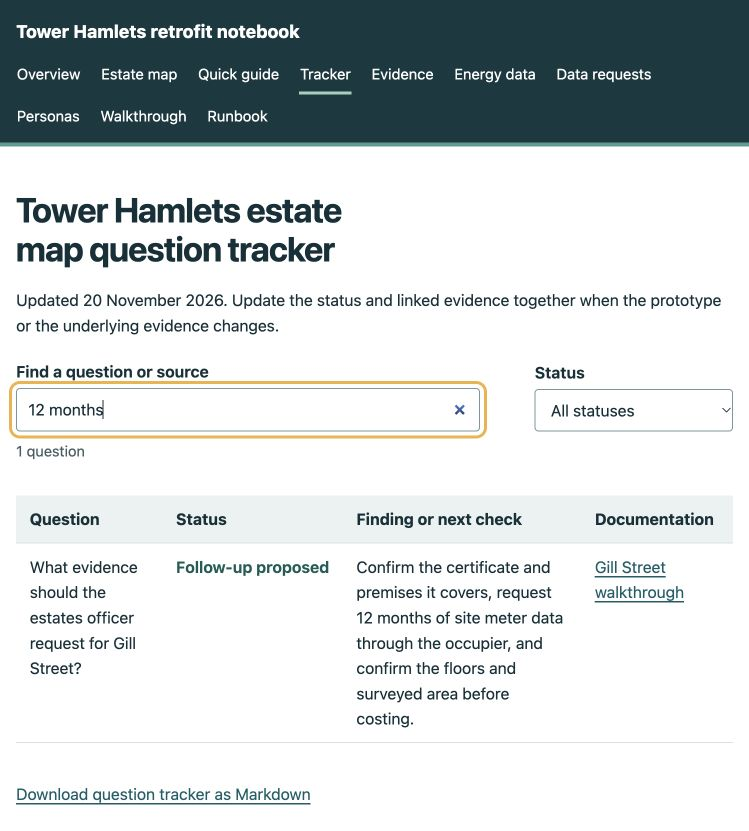 Tower Hamlets retrofit notebook
Overview Estate map Quick guide Tracker Evidence Energy data Data requests
Personas Walkthrough Runbook
Tower Hamlets estate
map question tracker
Updated 20 November 2026. Update the status and linked evidence together when the prototype
or the underlying evidence changes.
Find a question or source
12 months
1 question
Status
All statuses
Question Status Finding or next check Documentation
What evidence
should the
estates officer
request for Gill
Street?
Follow-up proposed
Confirm the certificate and
premises it covers, request
12 months of site meter data
through the occupier, and
confirm the floors and
surveyed area before
costing.
Gill Street
walkthrough
Download question tracker as Markdown